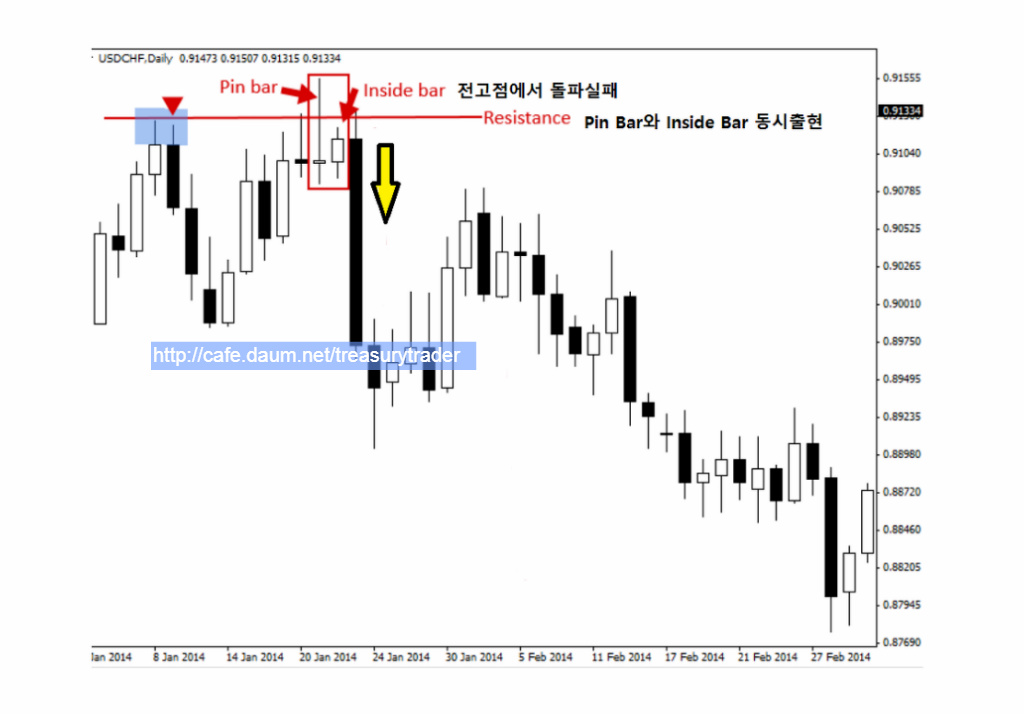 USDCHF,Daily 0.91473 0.91507 0.91315 0.91334
Pin bar
Inside bar 전고점에서 돌파실패
Resistance Pin Bar와 Inside Bar 동시출현
http://cafe.daum.net/treasurytrader
0.91555
0.91334
0.91040
0.90785
0.90525
0.90265
0.90010
0.89750
0.89495
0.89235
0.88980
0.88720
0.88460
0.88205
0.87945
0.87690
Jan 2014 8 Jan 2014 14 Jan 2014 20 Jan 2014 24 Jan 2014 30 Jan 2014 5 Feb 2014 11 Feb 2014 17 Feb 2014 21 Feb 2014 27 Feb 2014